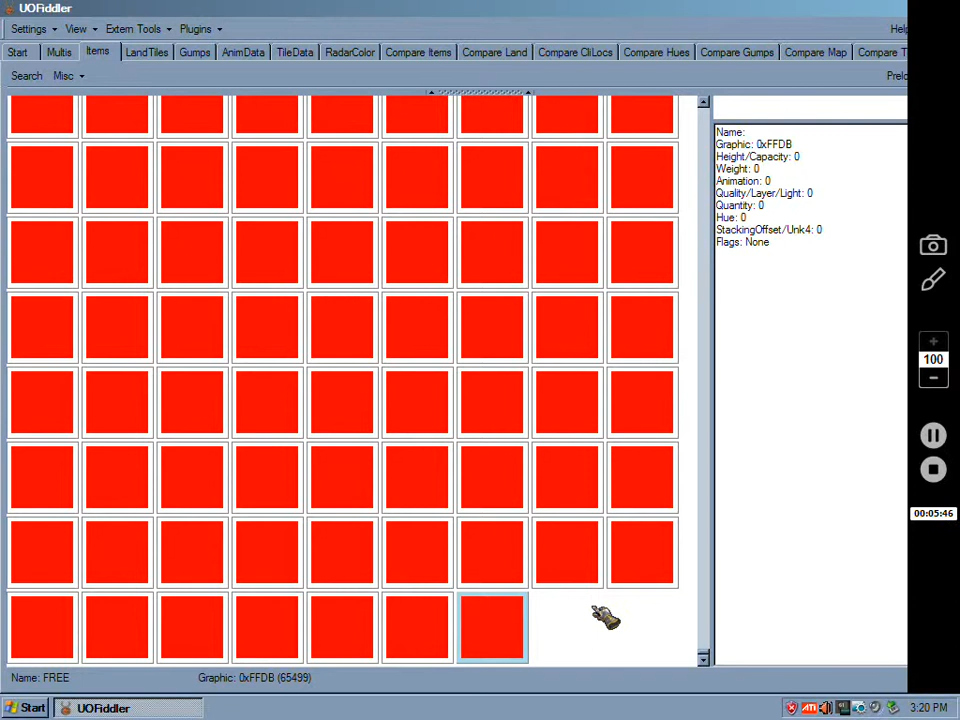 UOFiddler
Settings View Extern Tools Plugins Help
Start Multis Items LandTiles Gumps AnimData TileData RadarColor Compare Items Compare Land Compare CliLocs Compare Hues Compare Gumps Compare Map Compare T
Search Misc Prelo
Name:
Graphic: 0xFFDB
Height/Capacity: 0
Weight: 0
Animation: 0
Quality/Layer/Light: 0
Quantity: 0
Hue: 0
StackingOffset/Unk4: 0
Flags: None
100
00:05:46
Name: FREE Graphic: 0xFFDB (65499)
Start UOFiddler ATI 3:20 PM